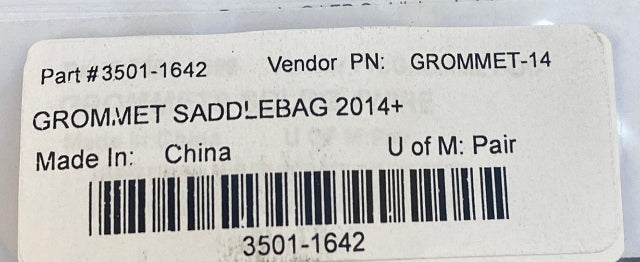 Part #3501-1642 Vendor PN: GROMMET-14
GROMMET SADDLEBAG 2014+
Made In: China U of M: Pair
3501-1642